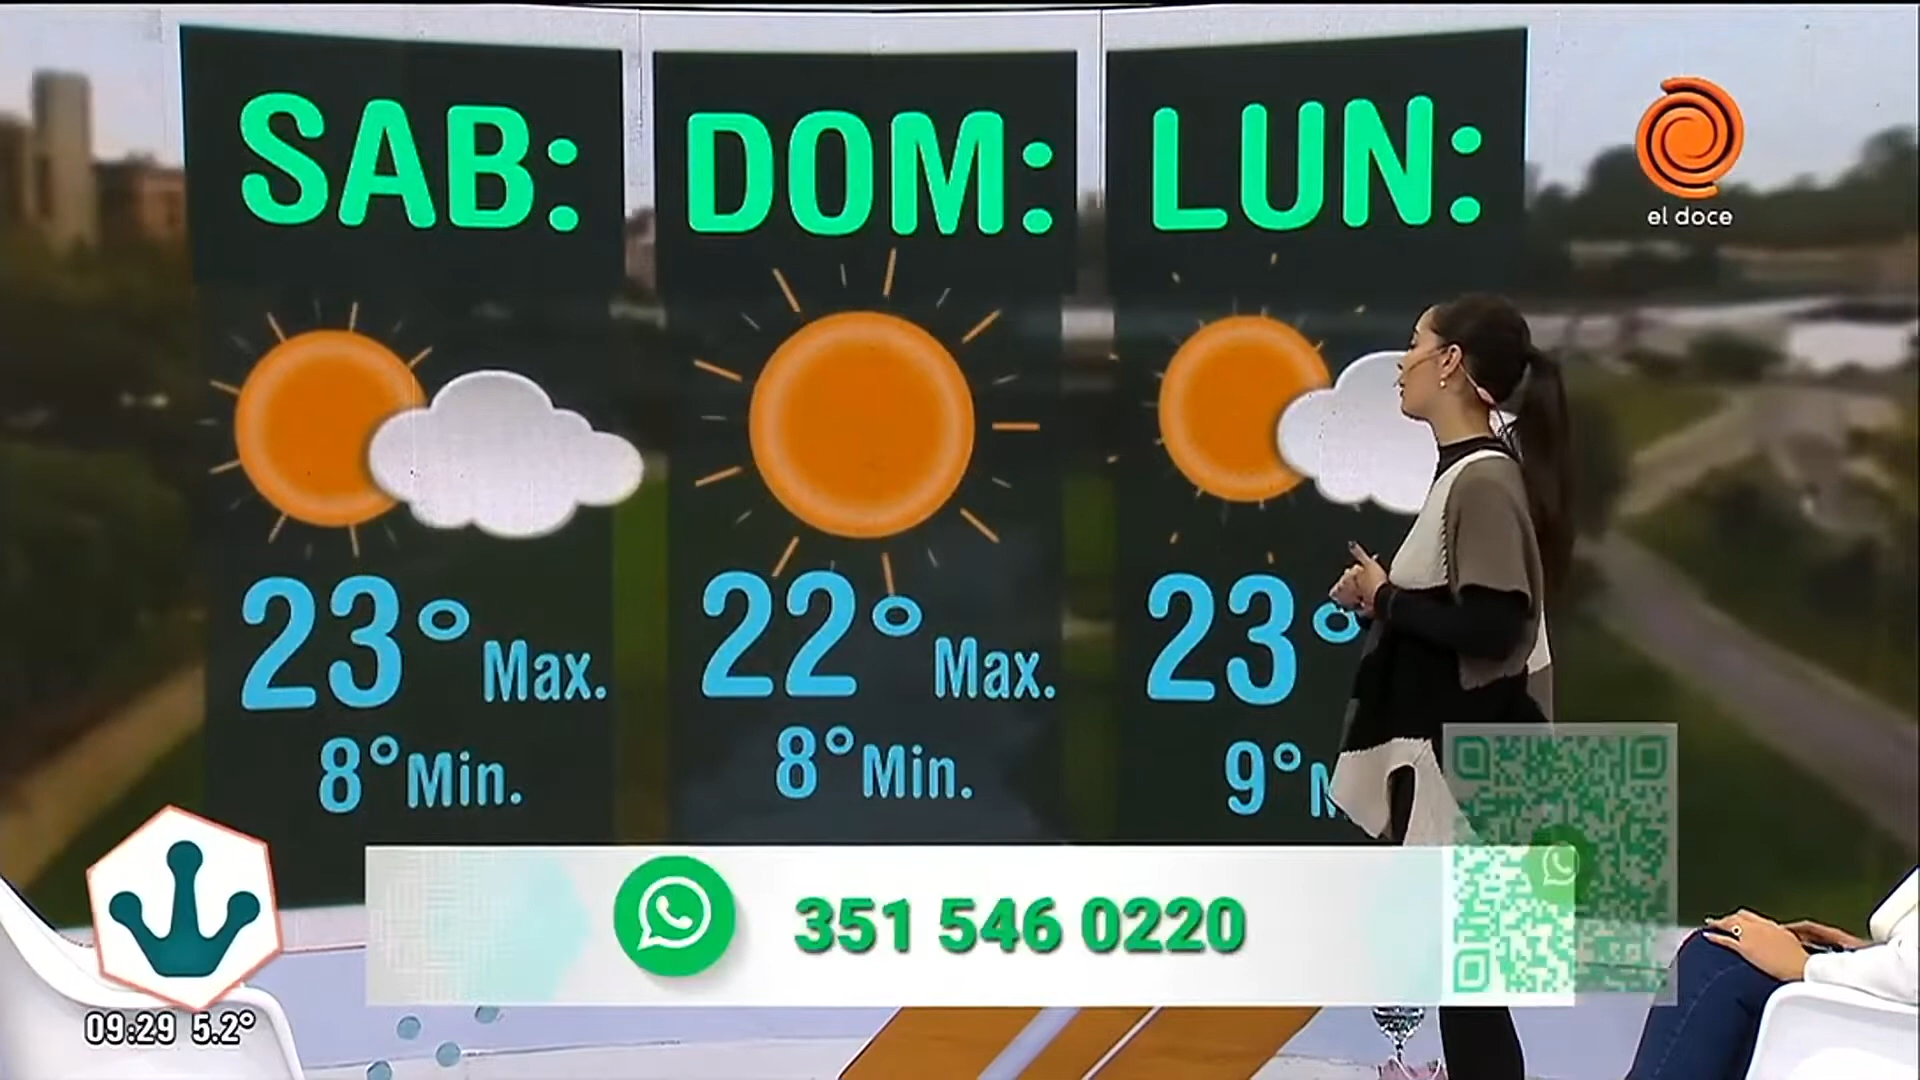 SAB:
23° Max.
8° Min.
DOM:
22° Max.
8° Min.
LUN:
23°
9°
el doce
351 546 0220
09:29 5.2°